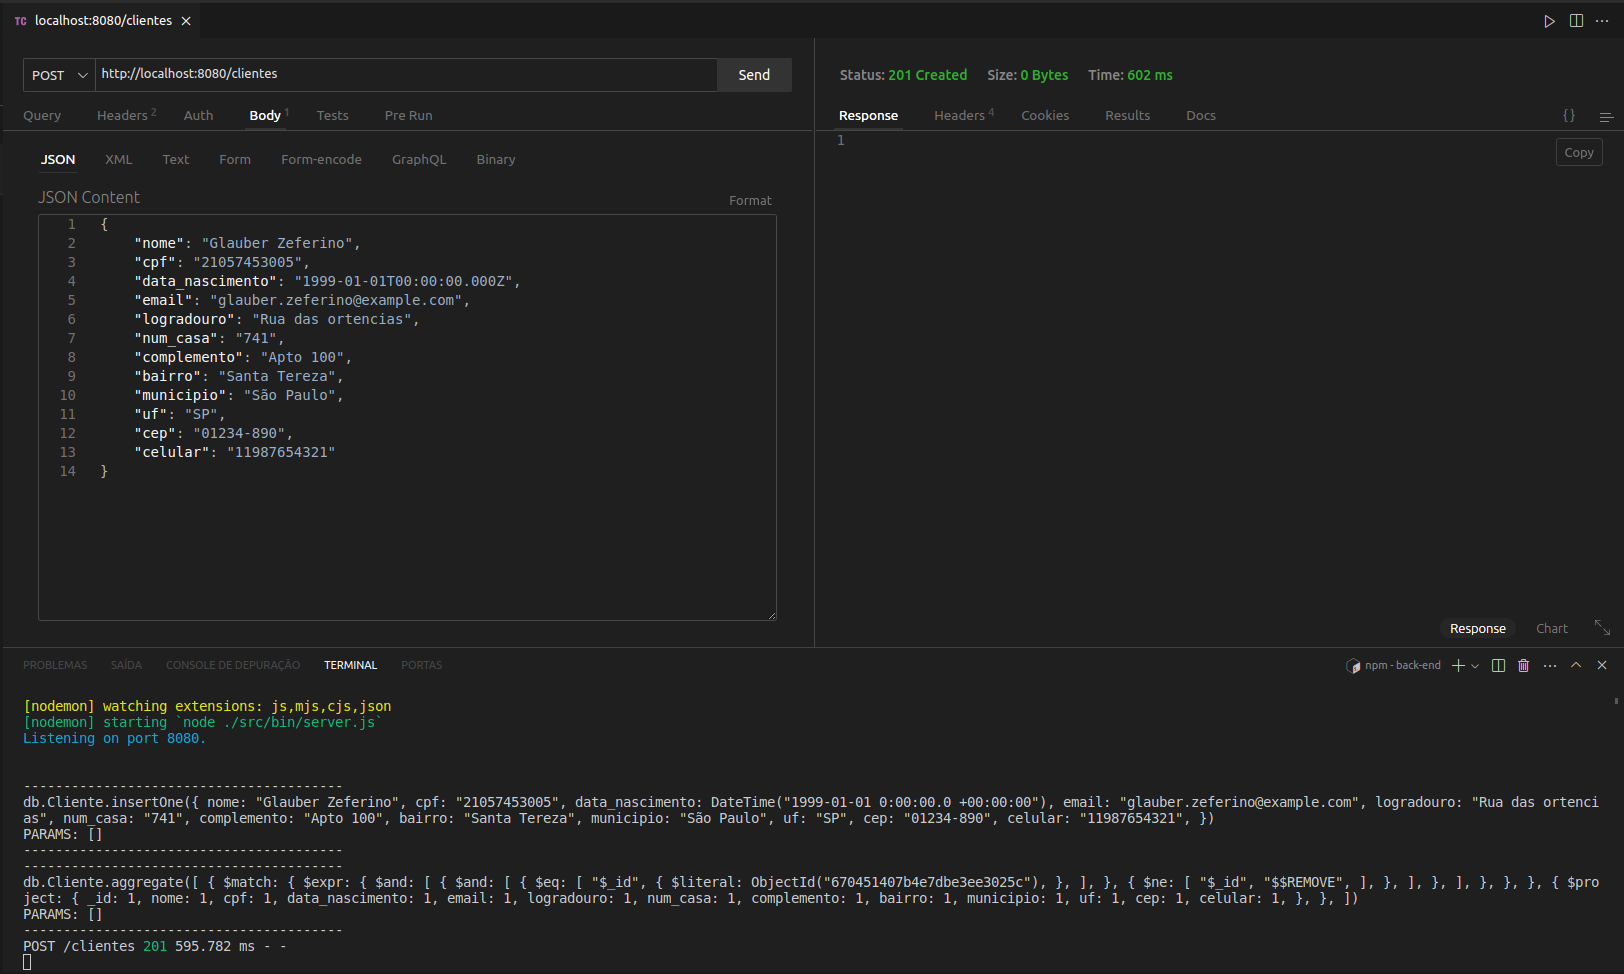 TC localhost:8080/clientes
POST http://localhost:8080/clientes Send
Status: 201 Created Size: 0 Bytes Time: 602 ms
Query Headers 2 Auth Body 1 Tests Pre Run
Response Headers 4 Cookies Results Docs {}
1
Copy
JSON XML Text Form Form-encode GraphQL Binary
JSON Content
Format
1 {
2 "nome": "Glauber Zeferino",
3 "cpf": "21057453005",
4 "data_nascimento": "1999-01-01T00:00:00.000Z",
5 "email": "glauber.zeferino@example.com",
6 "logradouro": "Rua das ortencias",
7 "num_casa": "741",
8 "complemento": "Apto 100",
9 "bairro": "Santa Tereza",
10 "municipio": "São Paulo",
11 "uf": "SP",
12 "cep": "01234-890",
13 "celular": "11987654321"
14 }
Response Chart
PROBLEMAS SAÍDA CONSOLE DE DEPURAÇÃO TERMINAL PORTAS
npm - back-end
[nodemon] watching extensions: js,mjs,cjs,json
[nodemon] starting `node ./src/bin/server.js`
Listening on port 8080.
----------------------------------------
db.Cliente.insertOne({ nome: "Glauber Zeferino", cpf: "21057453005", data_nascimento: DateTime("1999-01-01 0:00:00.0 +00:00:00"), email: "glauber.zeferino@example.com", logradouro: "Rua das ortenci
as", num_casa: "741", complemento: "Apto 100", bairro: "Santa Tereza", municipio: "São Paulo", uf: "SP", cep: "01234-890", celular: "11987654321", })
PARAMS: []
----------------------------------------
----------------------------------------
db.Cliente.aggregate([ { $match: { $expr: { $and: [ { $and: [ { $eq: [ "$_id", { $literal: ObjectId("670451407b4e7dbe3ee3025c"), }, ], }, { $ne: [ "$_id", "$$REMOVE", ], }, ], }, ], }, }, }, { $pro
ject: { _id: 1, nome: 1, cpf: 1, data_nascimento: 1, email: 1, logradouro: 1, num_casa: 1, complemento: 1, bairro: 1, municipio: 1, uf: 1, cep: 1, celular: 1, }, }, ])
PARAMS: []
----------------------------------------
POST /clientes 201 595.782 ms - -